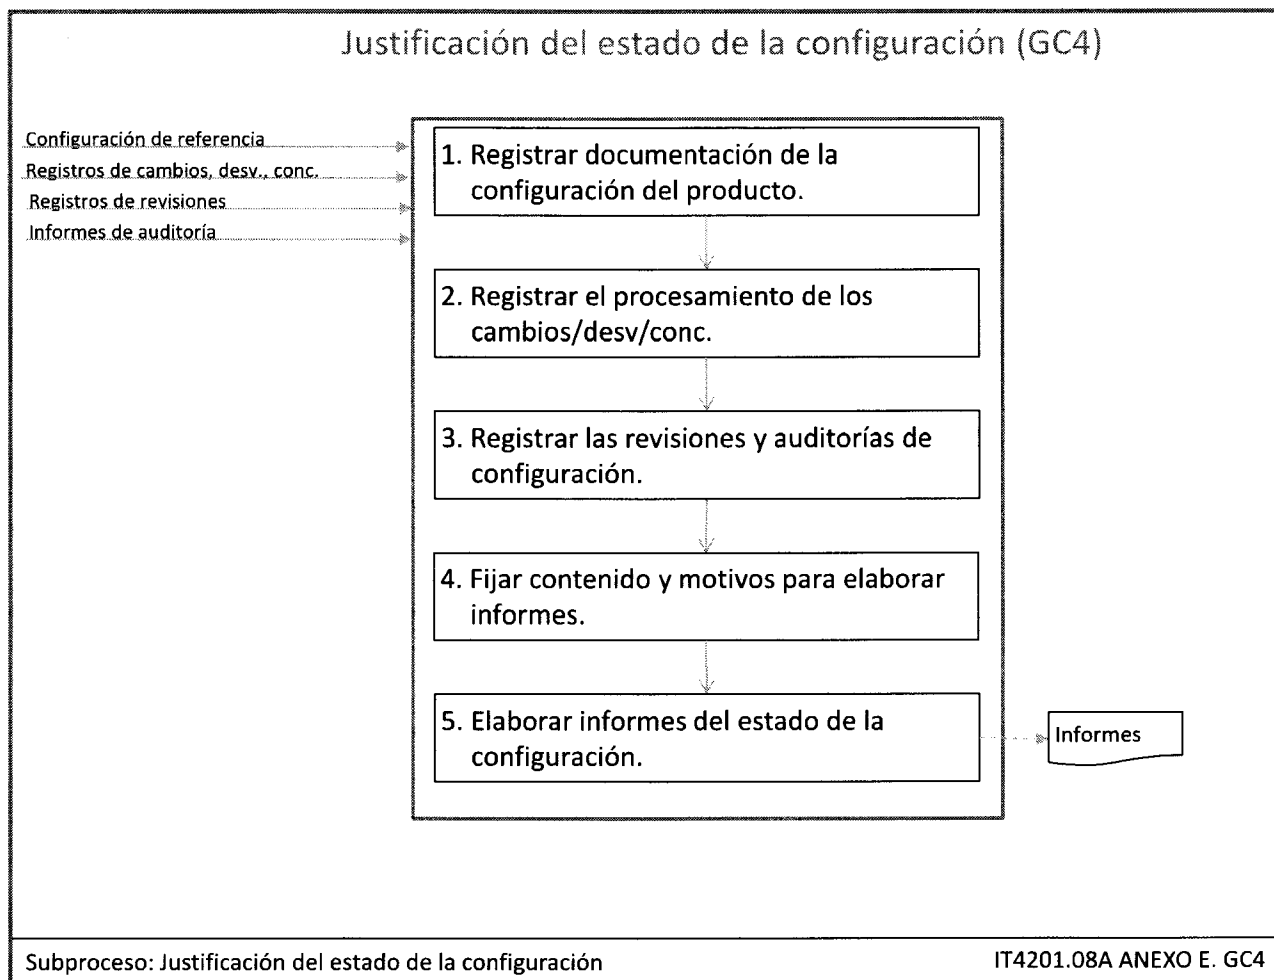 Justificación del estado de la configuración (GC4)
Configuración de referencia
Registros de cambios, desv., conc.
Registros de revisiones
Informes de auditoría
1. Registrar documentación de la
configuración del producto.
2. Registrar el procesamiento de los
cambios/desv/conc.
3. Registrar las revisiones y auditorías de
configuración.
4. Fijar contenido y motivos para elaborar
informes.
5. Elaborar informes del estado de la
configuración.
Informes
Subproceso: Justificación del estado de la configuración
IT4201.08A ANEXO E. GC4